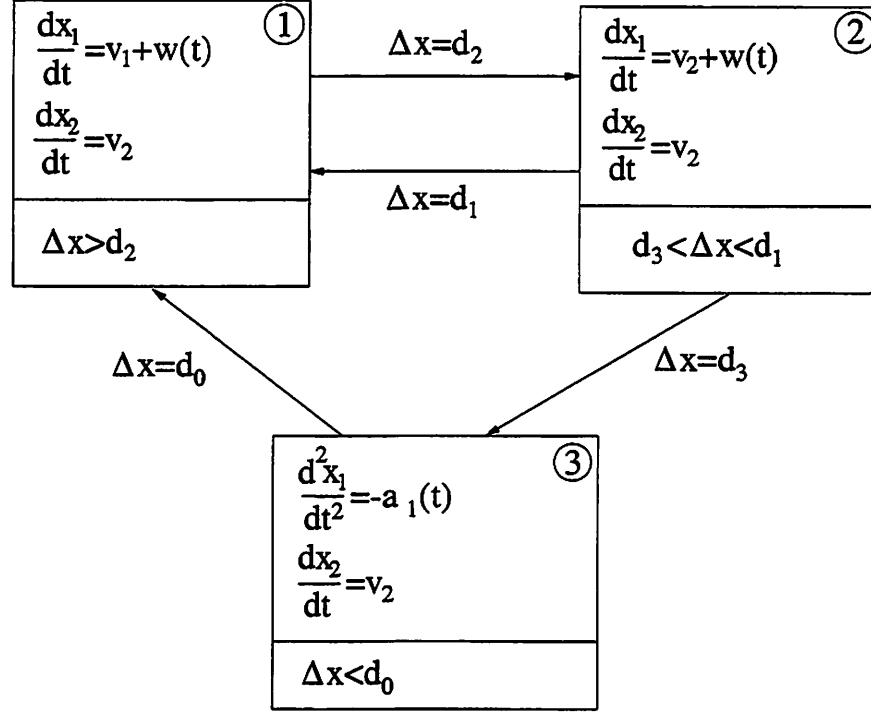 ①
dx₁/dt=v₁+w(t)
dx₂/dt=v₂
Δx>d₂
Δx=d₂
Δx=d₁
②
dx₁/dt=v₂+w(t)
dx₂/dt=v₂
d₃<Δx<d₁
Δx=d₀
Δx=d₃
③
d²x₁/dt²=-a₁(t)
dx₂/dt=v₂
Δx<d₀